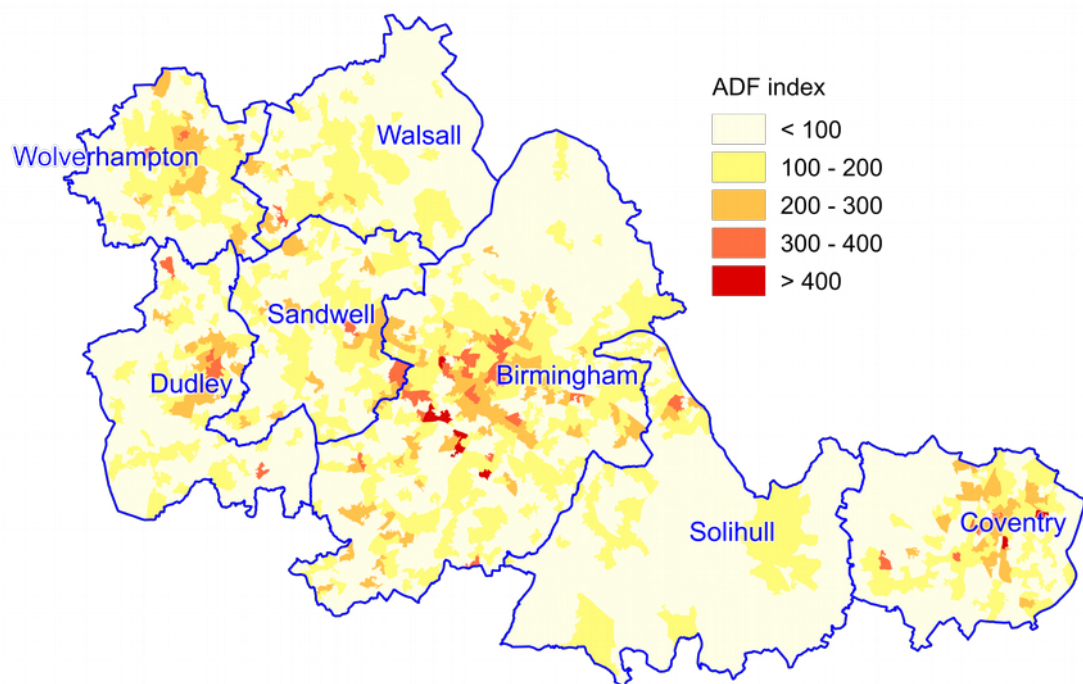 ADF index
< 100
100 - 200
200 - 300
300 - 400
> 400
Walsall
Wolverhampton
Sandwell
Dudley
Birmingham
Solihull
Coventry